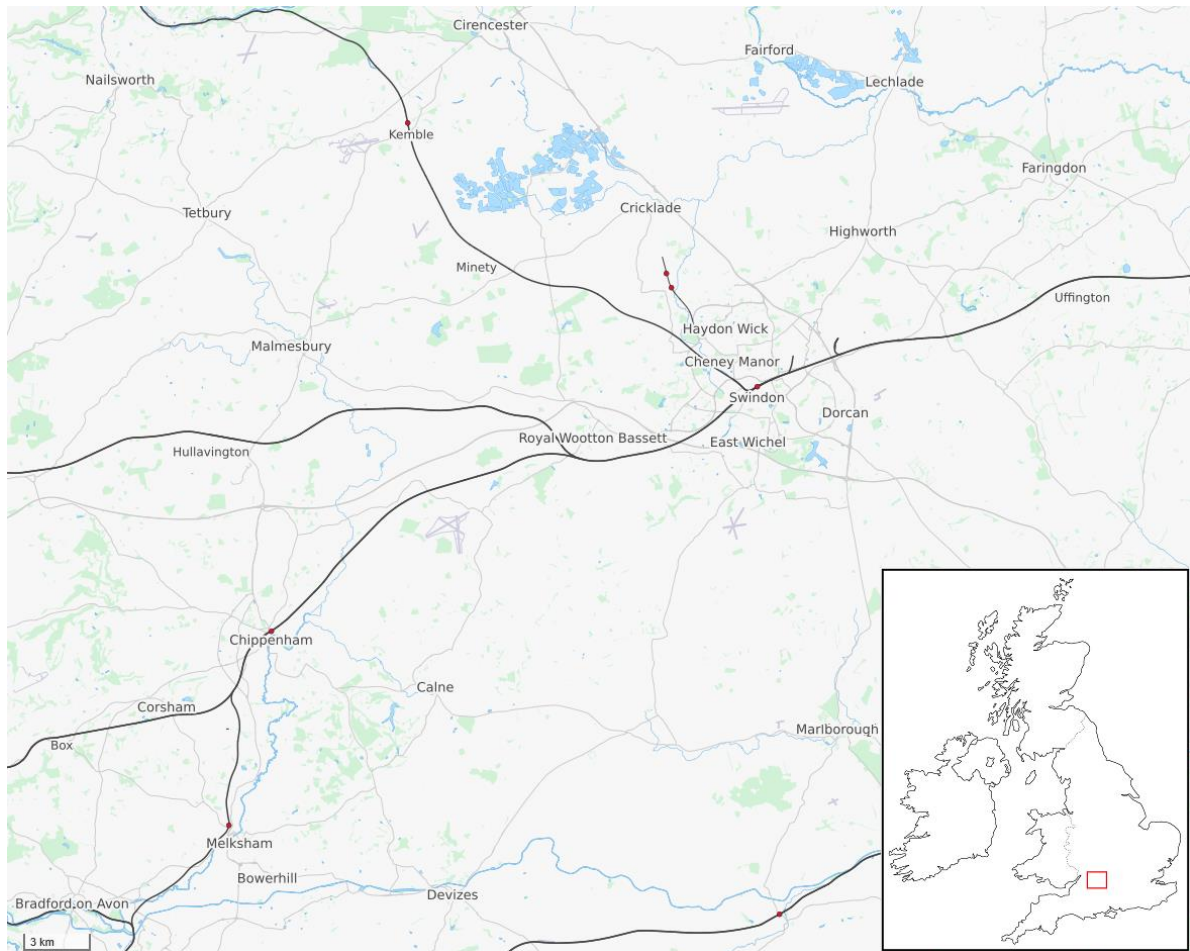 Cirencester
Fairford
Nailsworth
Lechlade
Kemble
Faringdon
Cricklade
Tetbury
Highworth
Minety
Uffington
Haydon Wick
Malmesbury
Cheney Manor
Swindon
Dorcan
Royal Wootton Bassett
East Wichel
Hullavington
Chippenham
Calne
Corsham
Marlborough
Box
Melksham
Bowerhill
Devizes
Bradford on Avon
3 km